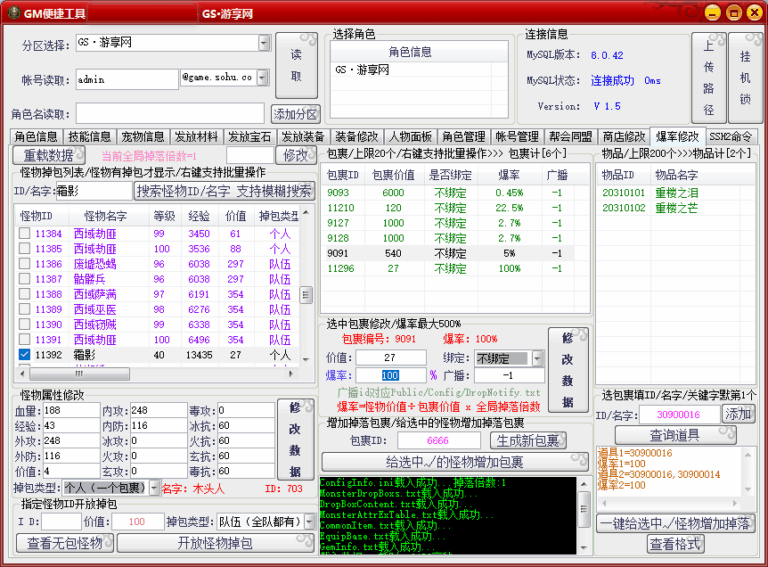 GM便捷工具 GS·游享网
分区选择: GS·游享网
读取
帐号读取: admin @game.sohu.co
角色名读取: 添加分区
选择角色
角色信息
GS·游享网
连接信息
MySQL版本: 8.0.42
MySQL状态: 连接成功 0ms
Version: V 1.5
上传路径
挂机锁
角色信息 技能信息 宠物信息 发放材料 发放宝石 发放装备 装备修改 人物面板 角色管理 帐号管理 帮会同盟 商店修改 爆率修改 SSH2命令
重载数据 当前全局掉落倍数=1 修改
怪物掉包列表/怪物有掉包才显示/右键支持批量操作
ID/名字: 霜影 搜索怪物ID/名字 支持模糊搜索
怪物ID 怪物名字 等级 经验 价值 掉包类型
11384 西域劫匪 99 3450 61 个人
11385 西域劫匪 100 3536 88 个人
11386 废墟恐蝎 96 6038 297 队伍
11387 骷髅兵 96 6038 297 队伍
11388 西域萨满 97 6191 354 队伍
11389 西域巫医 98 6276 354 队伍
11390 西域窃贼 99 6338 354 队伍
11391 西域劫匪 100 6496 354 队伍
11392 霜影 40 13435 27 个人
怪物属性修改
血量: 188 内攻: 248 毒攻: 0
经验: 43 内防: 116 冰抗: 60
外攻: 248 冰攻: 0 火抗: 60
外防: 116 火攻: 0 玄抗: 60
价值: 4 玄攻: 0 毒抗: 60
修改数据
掉包类型: 个人 (一个包裹) 名字: 木头人 ID: 703
指定怪物ID开放掉包
I D: 价值: 100 掉包类型: 队伍 (全队都有)
查看无包怪物 开放怪物掉包
包裹/上限20个/右键支持批量操作>>> 包裹计[6个]
包裹ID 包裹价值 是否绑定 爆率 广播
9093 6000 不绑定 0.45% -1
11210 120 不绑定 22.5% -1
9127 1000 不绑定 2.7% -1
9128 1000 不绑定 2.7% -1
9091 540 不绑定 5% -1
11296 27 不绑定 100% -1
选中包裹修改/爆率最大500%
包裹编号: 9091 爆率: 100%
价值: 27 绑定: 不绑定
爆率: 100 % 广播: -1
广播id对应Public/Config/DropNotify.txt
爆率=怪物价值÷包裹价值 x 全局掉落倍数
修改数据
增加掉落包裹/给选中的怪物增加掉落包裹
包裹ID: 6666 生成新包裹
给选中√的怪物增加包裹
ConfigInfo.ini载入成功...掉落倍数:1
MonsterDropBoxs.txt载入成功...
DropBoxContent.txt载入成功...
MonsterAttrExTable.txt载入成功...
CommonItem.txt载入成功...
EquipBase.txt载入成功...
GemInfo.txt载入成功...
物品/上限200个>>>物品计[2个]
物品ID 物品名字
20310101 重楼之泪
20310102 重楼之芒
选包裹填ID/名字/关键字默第1个
ID/名字: 30900016 添加
查询道具
道具1=30900016
爆率1=100
道具2=30900016,30900014
爆率2=100
一键给选中√怪物增加掉落
查看格式